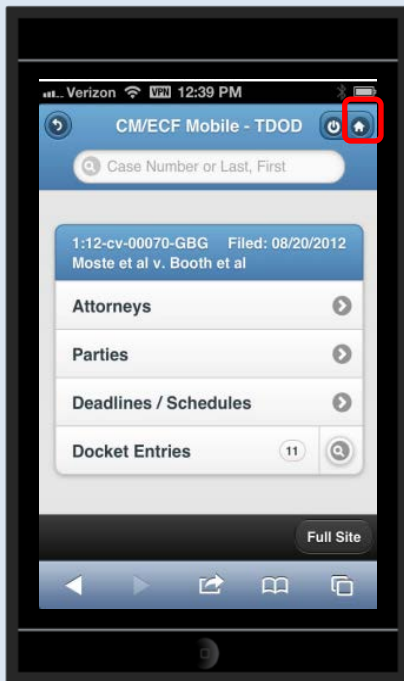 Verizon VPN 12:39 PM
CM/ECF Mobile - TDOD
Case Number or Last, First
1:12-cv-00070-GBG Filed: 08/20/2012
Moste et al v. Booth et al
Attorneys
Parties
Deadlines / Schedules
Docket Entries 11
Full Site